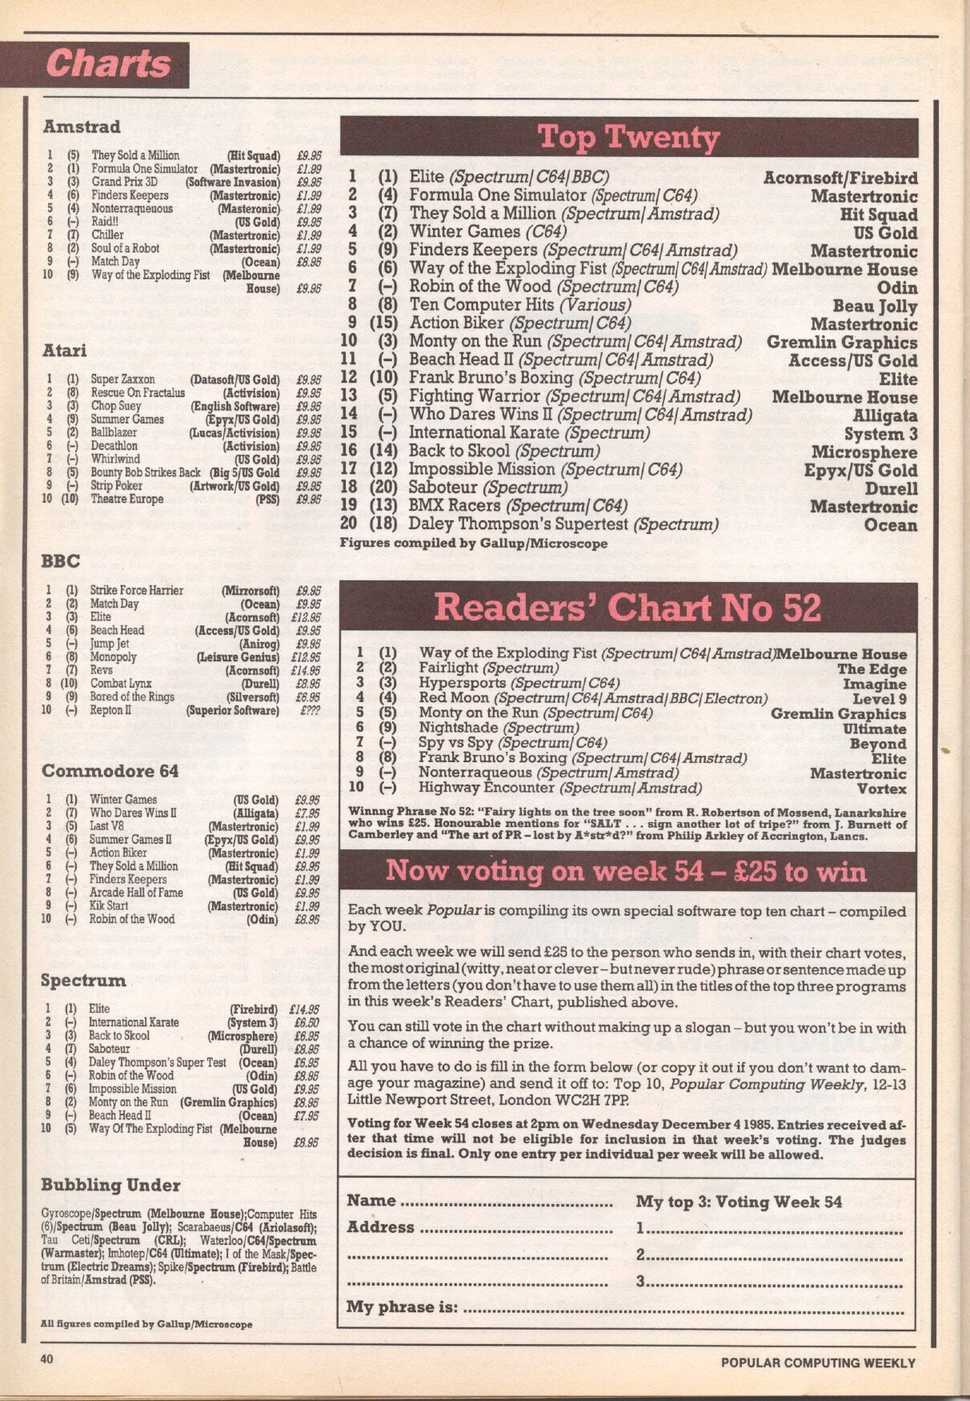 Charts
Amstrad
1 (5) They Sold a Million (Hit Squad) £9.95
2 (1) Formula One Simulator (Mastertronic) £1.99
3 (3) Grand Prix 3D (Software Invasion) £9.95
4 (6) Finders Keepers (Mastertronic) £1.99
5 (4) Nonterraqueous (Masteronic) £1.99
6 (–) Raid!! (US Gold) £9.95
7 (7) Chiller (Mastertronic) £1.99
8 (2) Soul of a Robot (Mastertronic) £1.99
9 (–) Match Day (Ocean) £8.95
10 (9) Way of the Exploding Fist (Melbourne
House) £9.95
Atari
1 (1) Super Zaxxon (Datasoft/US Gold) £9.95
2 (8) Rescue On Fractalus (Activision) £9.95
3 (3) Chop Suey (English Software) £9.95
4 (9) Summer Games (Epyx/US Gold) £9.95
5 (2) Ballblazer (Lucas/Activision) £9.95
6 (–) Decathlon (Activision) £9.95
7 (–) Whirlwind (US Gold) £9.95
8 (5) Bounty Bob Strikes Back (Big 5/US Gold £9.95
9 (–) Strip Poker (Artwork/US Gold) £9.95
10 (10) Theatre Europe (PSS) £9.95
BBC
1 (1) Strike Force Harrier (Mirrorsoft) £9.95
2 (2) Match Day (Ocean) £9.95
3 (3) Elite (Acornsoft) £12.95
4 (6) Beach Head (Access/US Gold) £9.95
5 (–) Jump Jet (Anirog) £9.95
6 (8) Monopoly (Leisure Genius) £12.95
7 (7) Revs (Acornsoft) £14.95
8 (10) Combat Lynx (Durell) £8.95
9 (9) Bored of the Rings (Silversoft) £6.95
10 (–) Repton II (Superior Software) £???
Commodore 64
1 (1) Winter Games (US Gold) £9.95
2 (7) Who Dares Wins II (Alligata) £7.95
3 (5) Last V8 (Mastertronic) £1.99
4 (6) Summer Games II (Epyx/US Gold) £9.95
5 (–) Action Biker (Mastertronic) £1.99
6 (–) They Sold a Million (Hit Squad) £9.95
7 (–) Finders Keepers (Mastertronic) £1.99
8 (–) Arcade Hall of Fame (US Gold) £9.95
9 (–) Kik Start (Mastertronic) £1.99
10 (–) Robin of the Wood (Odin) £8.95
Spectrum
1 (1) Elite (Firebird) £14.95
2 (–) International Karate (System 3) £6.50
3 (3) Back to Skool (Microsphere) £6.95
4 (7) Saboteur (Durell) £8.95
5 (4) Daley Thompson's Super Test (Ocean) £6.95
6 (–) Robin of the Wood (Odin) £8.95
7 (6) Impossible Mission (US Gold) £9.95
8 (2) Monty on the Run (Gremlin Graphics) £8.95
9 (–) Beach Head II (Ocean) £7.95
10 (5) Way Of The Exploding Fist (Melbourne
House) £8.95
Bubbling Under
Gyroscope/Spectrum (Melbourne House);Computer Hits
(6)/Spectrum (Beau Jolly); Scarabaeus/C64 (Ariolasoft);
Tau Ceti/Spectrum (CRL); Waterloo/C64/Spectrum
(Warmaster); Imhotep/C64 (Ultimate); I of the Mask/Spec-
trum (Electric Dreams); Spike/Spectrum (Firebird); Battle
of Britain/Amstrad (PSS).
All figures compiled by Gallup/Microscope
Top Twenty
1 (1) Elite (Spectrum/C64/BBC) Acornsoft/Firebird
2 (4) Formula One Simulator (Spectrum/C64) Mastertronic
3 (7) They Sold a Million (Spectrum/Amstrad) Hit Squad
4 (2) Winter Games (C64) US Gold
5 (9) Finders Keepers (Spectrum/C64/Amstrad) Mastertronic
6 (6) Way of the Exploding Fist (Spectrum/C64/Amstrad) Melbourne House
7 (–) Robin of the Wood (Spectrum/C64) Odin
8 (8) Ten Computer Hits (Various) Beau Jolly
9 (15) Action Biker (Spectrum/C64) Mastertronic
10 (3) Monty on the Run (Spectrum/C64/Amstrad) Gremlin Graphics
11 (–) Beach Head II (Spectrum/C64/Amstrad) Access/US Gold
12 (10) Frank Bruno's Boxing (Spectrum/C64) Elite
13 (5) Fighting Warrior (Spectrum/C64/Amstrad) Melbourne House
14 (–) Who Dares Wins II (Spectrum/C64/Amstrad) Alligata
15 (–) International Karate (Spectrum) System 3
16 (14) Back to Skool (Spectrum) Microsphere
17 (12) Impossible Mission (Spectrum/C64) Epyx/US Gold
18 (20) Saboteur (Spectrum) Durell
19 (13) BMX Racers (Spectrum/C64) Mastertronic
20 (18) Daley Thompson's Supertest (Spectrum) Ocean
Figures compiled by Gallup/Microscope
Readers' Chart No 52
1 (1) Way of the Exploding Fist (Spectrum/C64/Amstrad)Melbourne House
2 (2) Fairlight (Spectrum) The Edge
3 (3) Hypersports (Spectrum/C64) Imagine
4 (4) Red Moon (Spectrum/C64/Amstrad/BBC/Electron) Level 9
5 (5) Monty on the Run (Spectrum/C64) Gremlin Graphics
6 (9) Nightshade (Spectrum) Ultimate
7 (–) Spy vs Spy (Spectrum/C64) Beyond
8 (8) Frank Bruno's Boxing (Spectrum/C64/Amstrad) Elite
9 (–) Nonterraqueous (Spectrum/Amstrad) Mastertronic
10 (–) Highway Encounter (Spectrum/Amstrad) Vortex
Winnng Phrase No 52: "Fairy lights on the tree soon" from R. Robertson of Mossend, Lanarkshire
who wins £25. Honourable mentions for "SALT . . . sign another lot of tripe?" from J. Burnett of
Camberley and "The art of PR – lost by A*str*d?" from Philip Arkley of Accrington, Lancs.
Now voting on week 54 – £25 to win
Each week Popular is compiling its own special software top ten chart – compiled
by YOU.
And each week we will send £25 to the person who sends in, with their chart votes,
the most original (witty, neat or clever – but never rude) phrase or sentence made up
from the letters (you don't have to use them all) in the titles of the top three programs
in this week's Readers' Chart, published above.
You can still vote in the chart without making up a slogan – but you won't be in with
a chance of winning the prize.
All you have to do is fill in the form below (or copy it out if you don't want to dam-
age your magazine) and send it off to: Top 10, Popular Computing Weekly, 12-13
Little Newport Street, London WC2H 7PP.
Voting for Week 54 closes at 2pm on Wednesday December 4 1985. Entries received af-
ter that time will not be eligible for inclusion in that week's voting. The judges
decision is final. Only one entry per individual per week will be allowed.
Name ........................................ My top 3: Voting Week 54
Address ........................................ 1........................................
........................................ 2........................................
........................................ 3........................................
My phrase is: ........................................
40
POPULAR COMPUTING WEEKLY